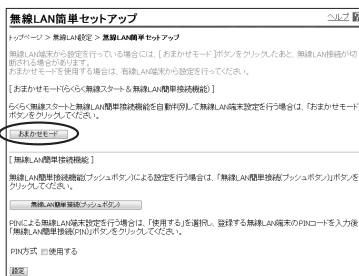 無線LAN簡単セットアップ
ヘルプ
トップページ > 無線LAN設定 > 無線LAN簡単セットアップ
無線LAN端末から設定を行っている場合には、[おまかせモード]ボタンをクリックしたあと、無線LAN接続が切
断される場合があります。
おまかせモードを使用する場合は、有線LAN端末から設定を行ってください。
[おまかせモード(らくらく無線スタート&無線LAN簡単接続機能)]
らくらく無線スタートと無線LAN簡単接続機能を自動判別して無線LAN端末設定を行う場合は、「おまかせモード」
ボタンをクリックしてください。
おまかせモード
[無線LAN簡単接続機能]
無線LAN簡単接続機能(プッシュボタン)による設定を行う場合は、「無線LAN簡単接続(プッシュボタン)」ボタンを
クリックしてください。
無線LAN簡単接続(プッシュボタン)
PINによる無線LAN端末設定を行う場合は、「使用する」を選択し、登録する無線LAN端末のPINコードを入力後
「無線LAN簡単接続(PIN)」ボタンをクリックしてください。
PIN方式 使用する
設定